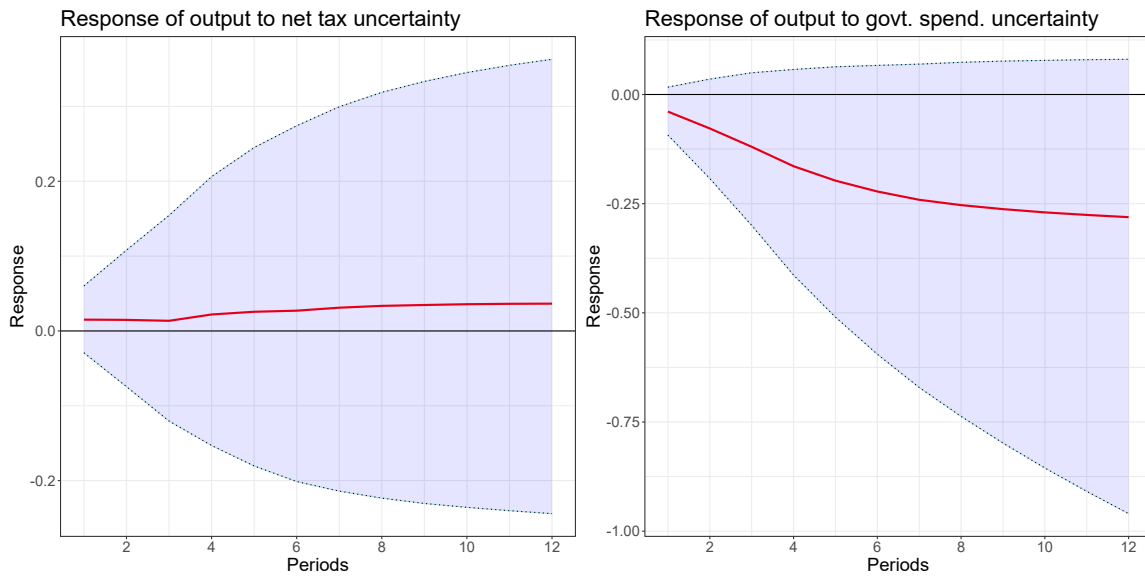 Response of output to net tax uncertainty
Response
0.2
0.0
-0.2
2 4 6 8 10 12
Periods
Response of output to govt. spend. uncertainty
Response
0.00
-0.25
-0.50
-0.75
-1.00
2 4 6 8 10 12
Periods